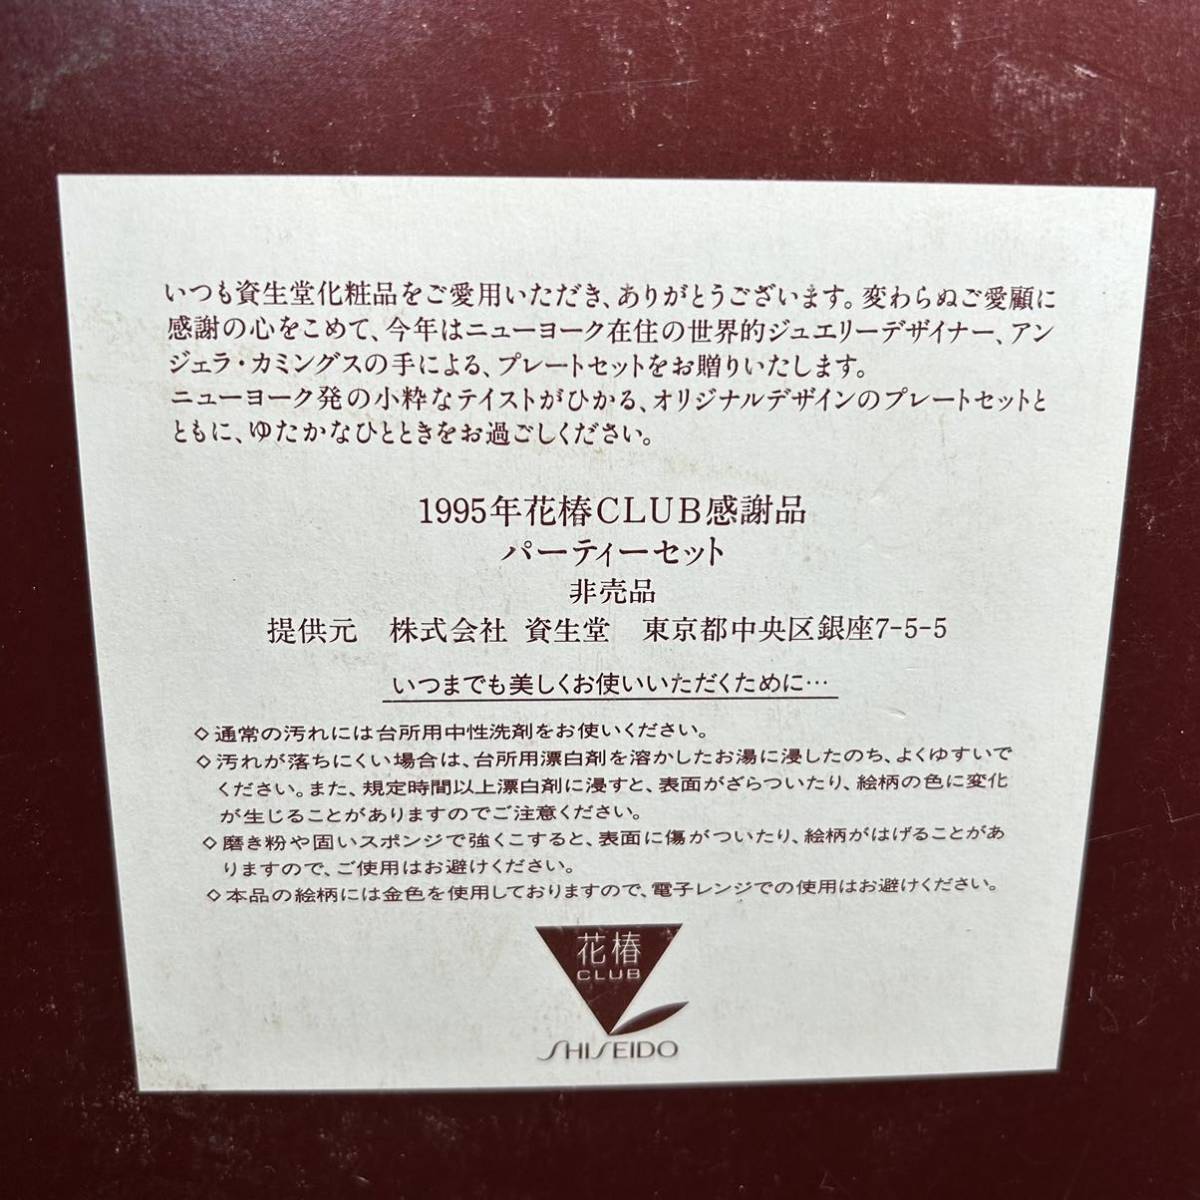 いつも資生堂化粧品をご愛用いただき、ありがとうございます。変わらぬご愛顧に
感謝の心をこめて、今年はニューヨーク在住の世界的ジュエリーデザイナー、アン
ジェラ・カミングスの手による、プレートセットをお贈りいたします。
ニューヨーク発の小粋なテイストがひかる、オリジナルデザインのプレートセットと
ともに、ゆたかなひとときをお過ごしください。
1995年花椿CLUB感謝品
パーティーセット
非売品
提供元　株式会社 資生堂　東京都中央区銀座7-5-5
いつまでも美しくお使いいただくために…
◇通常の汚れには台所用中性洗剤をお使いください。
◇汚れが落ちにくい場合は、台所用漂白剤を溶かしたお湯に浸したのち、よくゆすいで
ください。また、規定時間以上漂白剤に浸すと、表面がざらついたり、絵柄の色に変化
が生じることがありますのでご注意ください。
◇磨き粉や固いスポンジで強くこすると、表面に傷がついたり、絵柄がはげることがあ
りますので、ご使用はお避けください。
◇本品の絵柄には金色を使用しておりますので、電子レンジでの使用はお避けください。
花椿
CLUB
SHISEIDO